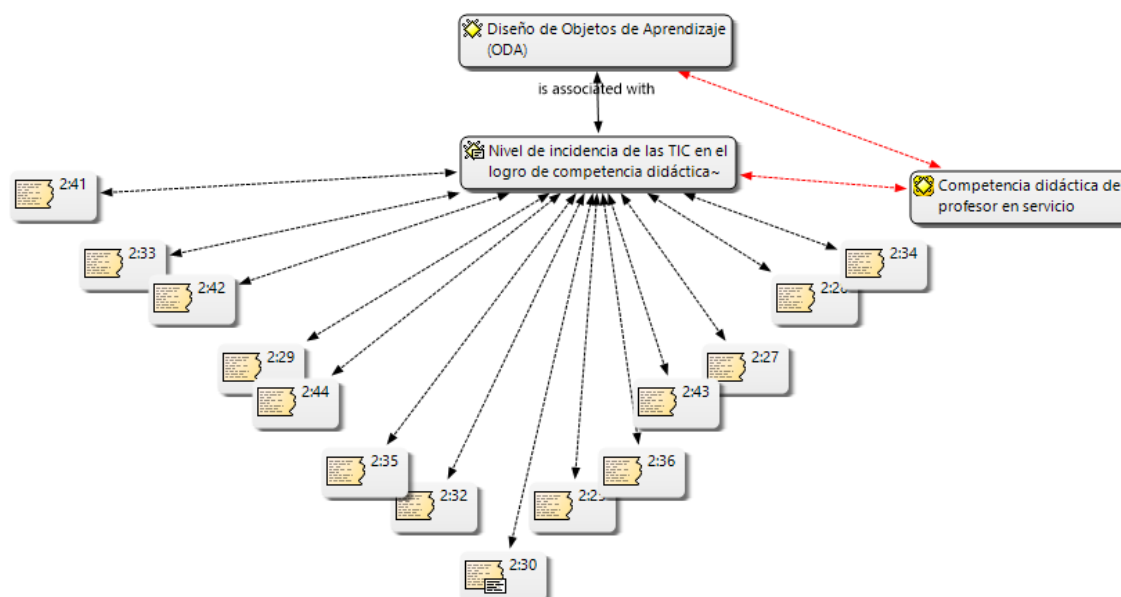 Diseño de Objetos de Aprendizaje
(ODA)
is associated with
Nivel de incidencia de las TIC en el
logro de competencia didáctica~
Competencia didáctica de
profesor en servicio
2:41
2:33
2:34
2:42
2:29
2:27
2:44
2:43
2:35
2:36
2:32
2:30